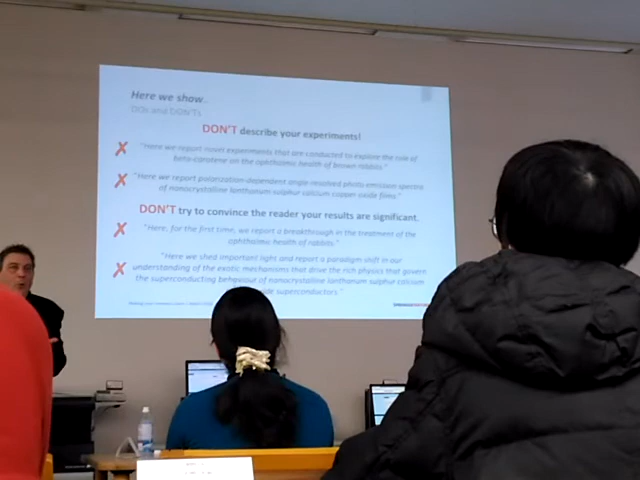 Here we show..
DOs and DON'Ts
DON'T describe your experiments!
"Here we report novel experiments that are conducted to explore the role of
beta-carotene on the ophthalmic health of brown rabbits."
"Here we report polarization-dependent angle-resolved photo-emission spectra
of nanocrystalline lanthanum sulphur calcium copper oxide films."
DON'T try to convince the reader your results are significant.
"Here, for the first time, we report a breakthrough in the treatment of the
ophthalmic health of rabbits."
"Here we shed important light and report a paradigm shift in our
understanding of the exotic mechanisms that drive the rich physics that govern
the superconducting behaviour of nanocrystalline lanthanum sulphur calcium
superconductors."